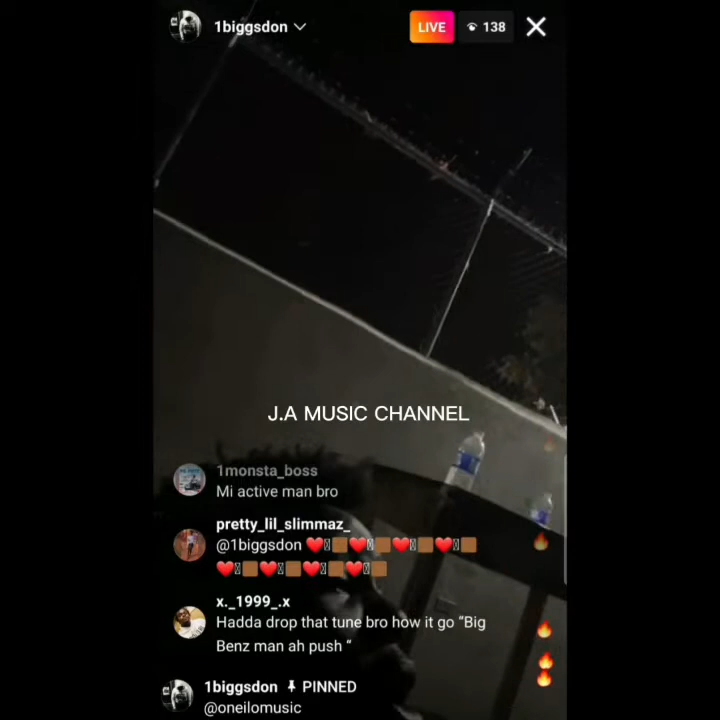 1biggsdon
LIVE 138
J.A MUSIC CHANNEL
1monsta_boss
Mi active man bro
pretty_lil_slimmaz_
@1biggsdon ❤️🏾❤️🏾❤️🏾❤️🏾
❤️🏾❤️🏾❤️🏾❤️🏾
x._1999_.x
Hadda drop that tune bro how it go “Big
Benz man ah push “
1biggsdon PINNED
@oneilomusic